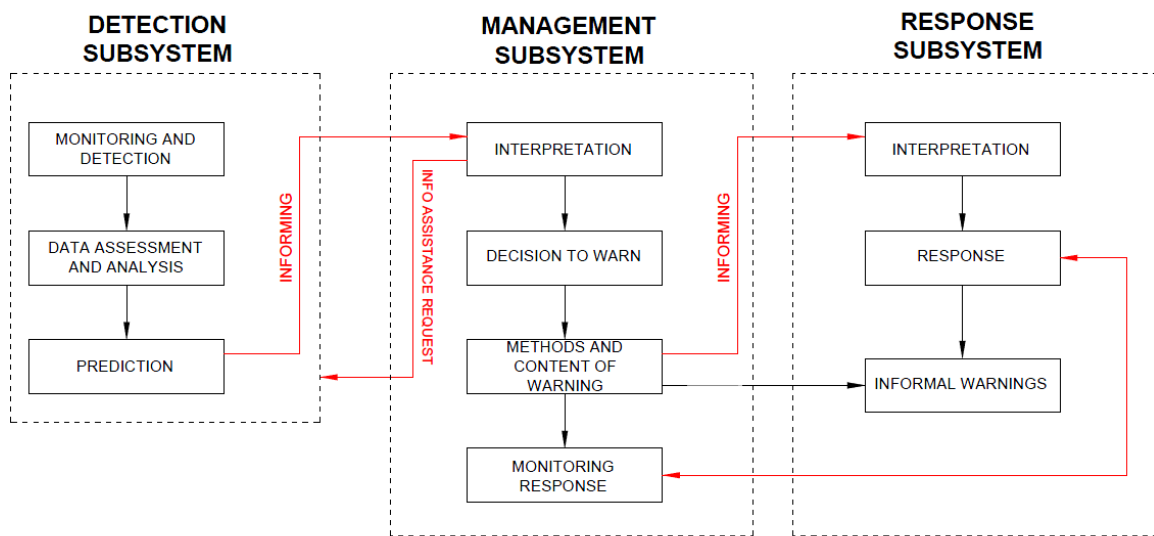 DETECTION
SUBSYSTEM
MONITORING AND
DETECTION
DATA ASSESSMENT
AND ANALYSIS
PREDICTION
INFORMING
MANAGEMENT
SUBSYSTEM
INTERPRETATION
INFO ASSISTANCE REQUEST
DECISION TO WARN
METHODS AND
CONTENT OF
WARNING
MONITORING
RESPONSE
INFORMING
RESPONSE
SUBSYSTEM
INTERPRETATION
RESPONSE
INFORMAL WARNINGS